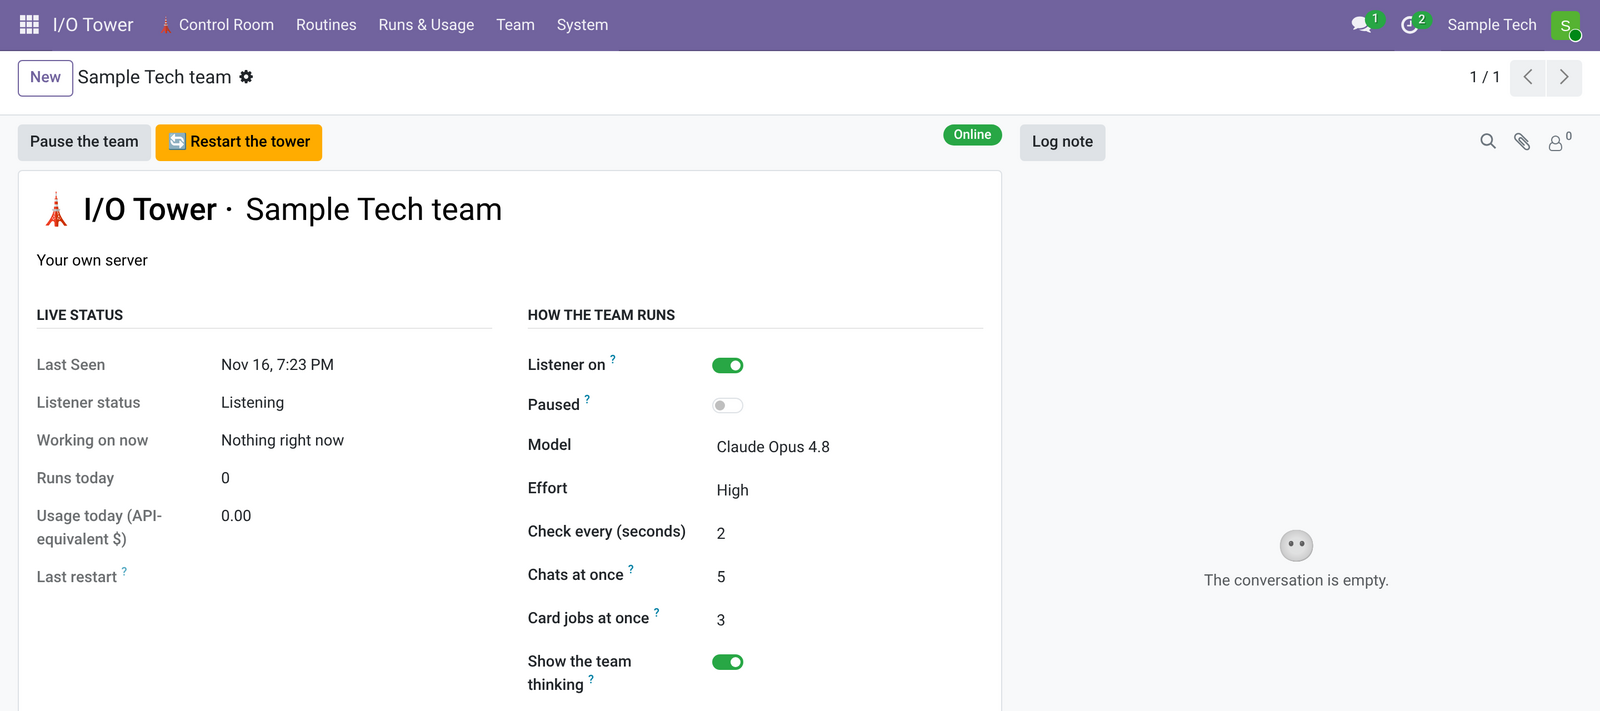 I/O Tower Control Room Routines Runs & Usage Team System 1 2 Sample Tech S
New Sample Tech team 1 / 1
Pause the team Restart the tower Online Log note 0
I/O Tower · Sample Tech team
Your own server
LIVE STATUS
Last Seen Nov 16, 7:23 PM
Listener status Listening
Working on now Nothing right now
Runs today 0
Usage today (API- 0.00
equivalent $)
Last restart ?
HOW THE TEAM RUNS
Listener on ?
Paused ?
Model Claude Opus 4.8
Effort High
Check every (seconds) 2
Chats at once ? 5
Card jobs at once ? 3
Show the team
thinking ?
The conversation is empty.